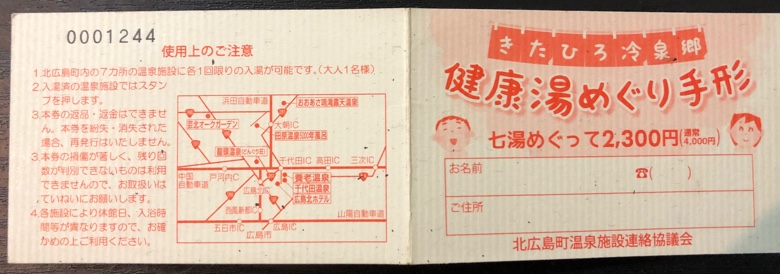 0001244
使用上のご注意
1.北広島町内の7カ所の温泉施設に各1回限りの入湯が可能です。(大人1名様)
2.入湯済の温泉施設ではスタン
プを押します。
3.本券の返品・返金はできませ
ん。本券を紛失・消失された
場合、再発行はいたしません。
3.本券の損傷が著しく、残り回
数が判別できないものは利用
できませんので、お取扱いは
ていねいにお願いします。
4.各施設により休館日、入浴時
間等が異なりますので、お確
かめの上ご利用ください。
浜田自動車道
おおあさ鳴滝露天温泉
芸北オークガーデン
大朝IC
田原温泉5000年風呂
龍頭温泉
千代田IC
高田IC
三次IC
中国
自動車道
戸河内IC
養老温泉
千代田温泉
広島北ホテル
広島北IC
西風新都IC
山陽自動車道
五日市IC
広島IC
広島市
きたひろ冷泉郷
健康湯めぐり手形
七湯めぐって2,300円(通常4,000円)
お名前
☎( )
ご住所
北広島町温泉施設連絡協議会